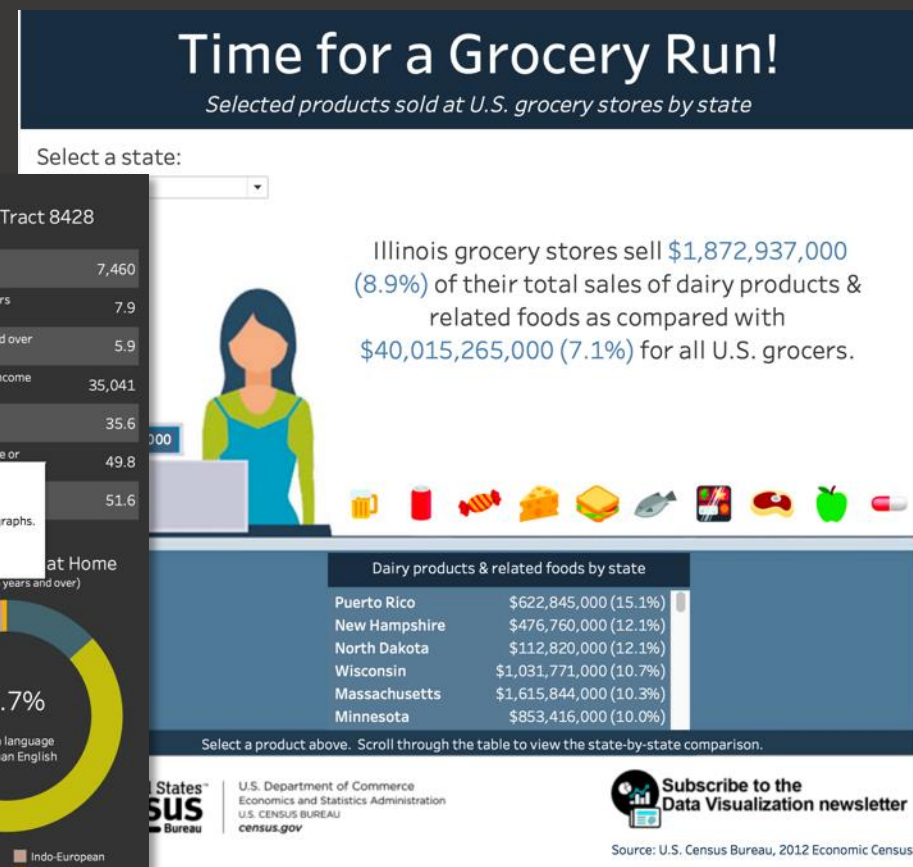 Time for a Grocery Run!
Selected products sold at U.S. grocery stores by state
Select a state:
Illinois grocery stores sell $1,872,937,000
(8.9%) of their total sales of dairy products &
related foods as compared with
$40,015,265,000 (7.1%) for all U.S. grocers.
Tract 8428
7,460
7.9
d over
5.9
35,041
35.6
e or
49.8
51.6
raphs.
at Home
years and over)
.7%
language
an English
Indo-European
000
Dairy products & related foods by state
Puerto Rico $622,845,000 (15.1%)
New Hampshire $476,760,000 (12.1%)
North Dakota $112,820,000 (12.1%)
Wisconsin $1,031,771,000 (10.7%)
Massachusetts $1,615,844,000 (10.3%)
Minnesota $853,416,000 (10.0%)
Select a product above. Scroll through the table to view the state-by-state comparison.
States™
sus
Bureau
U.S. Department of Commerce
Economics and Statistics Administration
U.S. CENSUS BUREAU
census.gov
Subscribe to the
Data Visualization newsletter
Source: U.S. Census Bureau, 2012 Economic Census